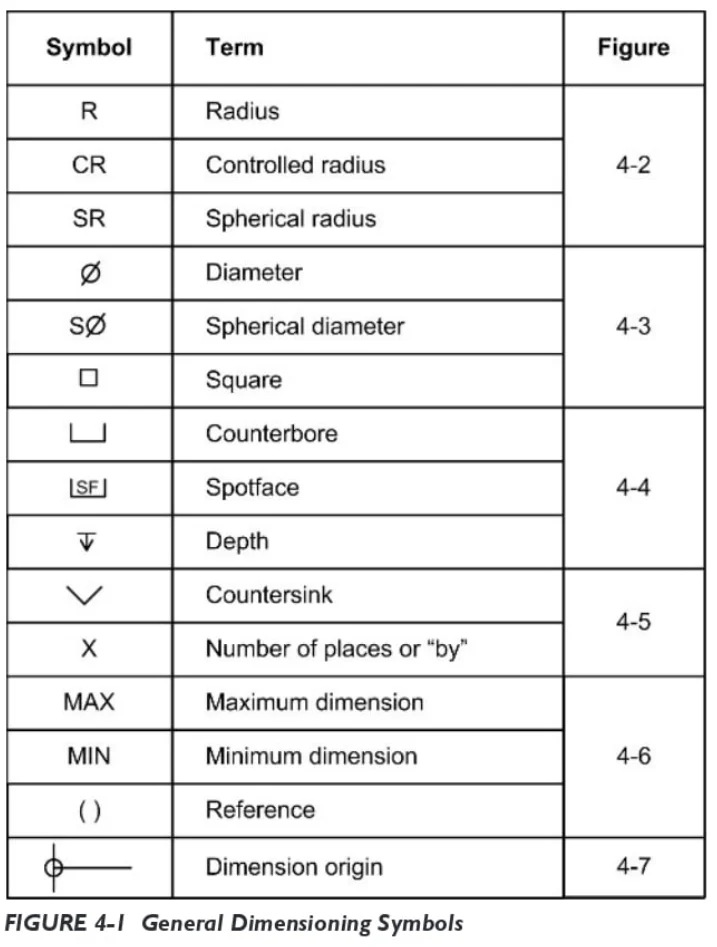 Symbol Term Figure
R Radius
CR Controlled radius 4-2
SR Spherical radius
Ø Diameter
SØ Spherical diameter 4-3
□ Square
⌴ Counterbore
SF Spotface 4-4
↧ Depth
⌵ Countersink
4-5
X Number of places or “by”
MAX Maximum dimension
MIN Minimum dimension 4-6
( ) Reference
Dimension origin 4-7
FIGURE 4-1 General Dimensioning Symbols